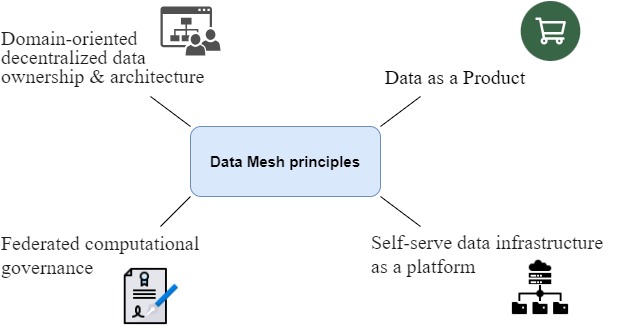 Domain-oriented
decentralized data
ownership & architecture
Data as a Product
Data Mesh principles
Federated computational
governance
Self-serve data infrastructure
as a platform